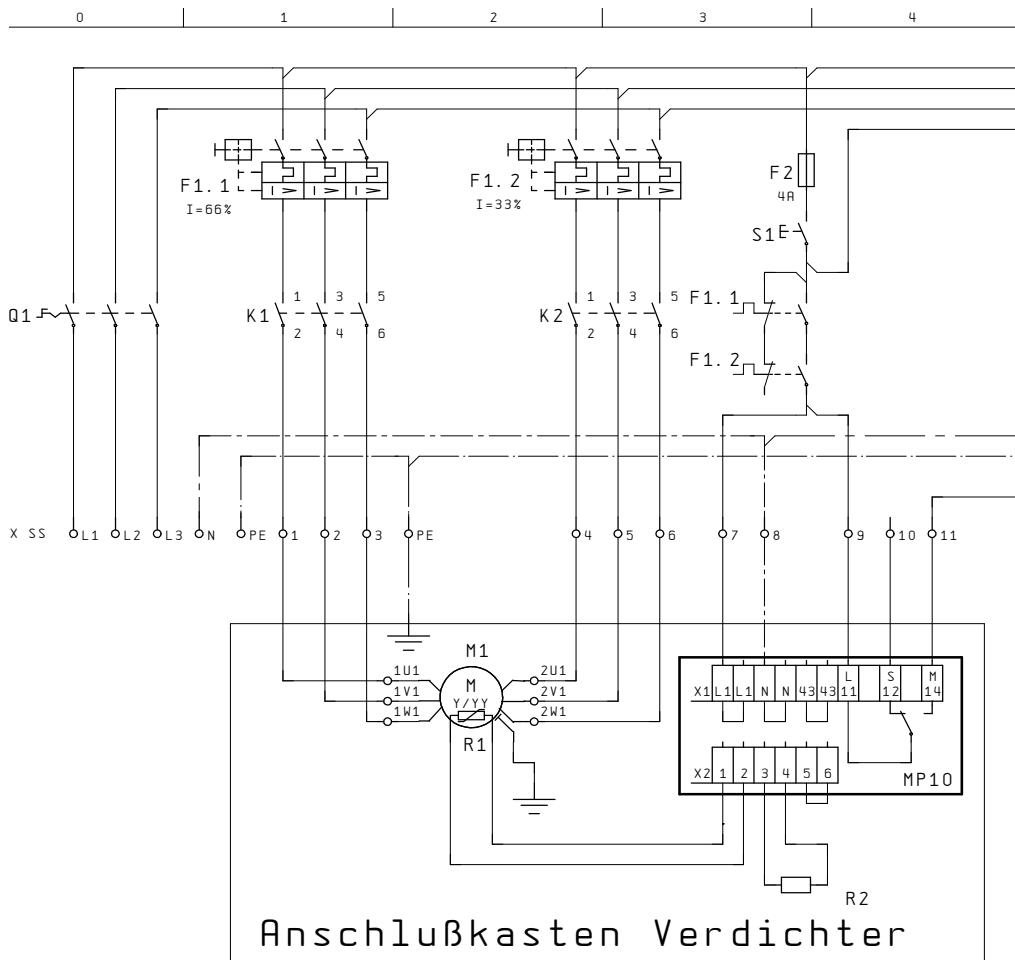 0 1 2 3 4
F1.1
I=66%
I> I> I>
F1.2
I=33%
I> I> I>
F2
4A
S1
Q1
K1
1 3 5
2 4 6
K2
1 3 5
2 4 6
F1.1
F1.2
X SS L1 L2 L3 N PE 1 2 3 PE 4 5 6 7 8 9 10 11
M1
1U1 2U1
1V1 2V1
1W1 2W1
M
Y/YY
R1
X1 L1 L1 N N 43 43 L 11 S 12 M 14
X2 1 2 3 4 5 6
MP10
R2
Anschlußkasten Verdichter